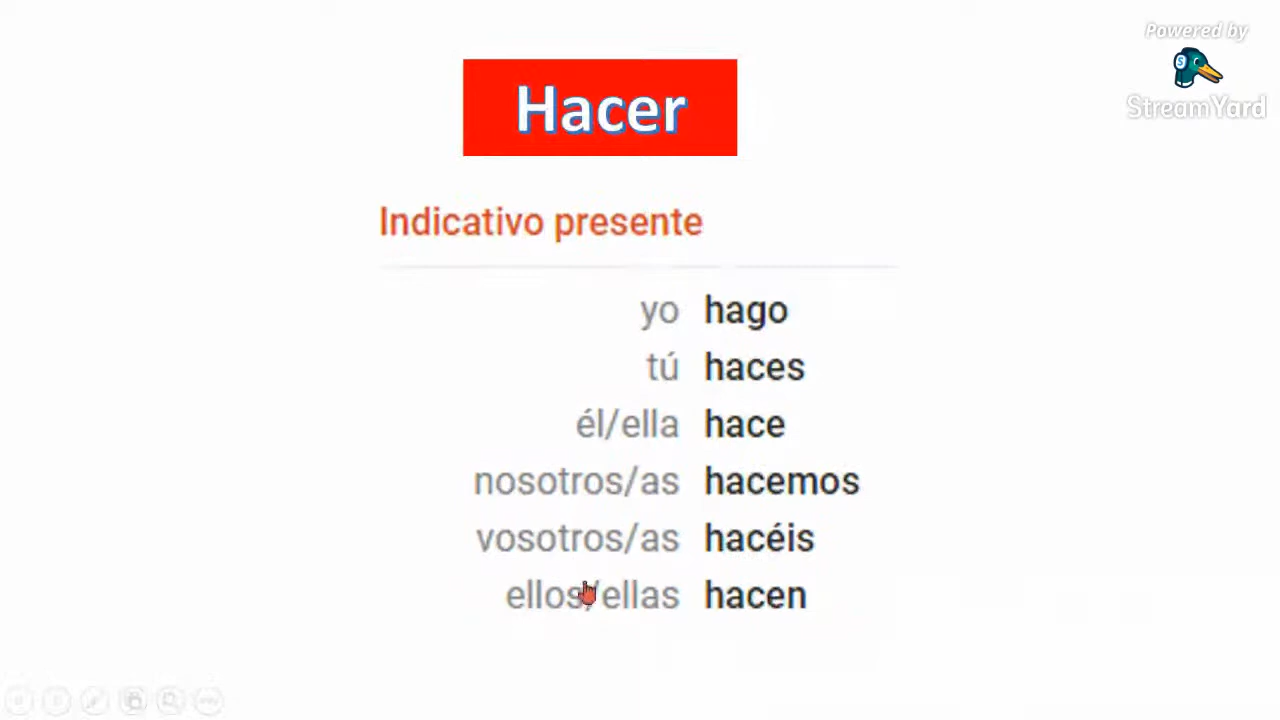 Powered by
StreamYard
Hacer
Indicativo presente
yo hago
tú haces
él/ella hace
nosotros/as hacemos
vosotros/as hacéis
ellos/ellas hacen